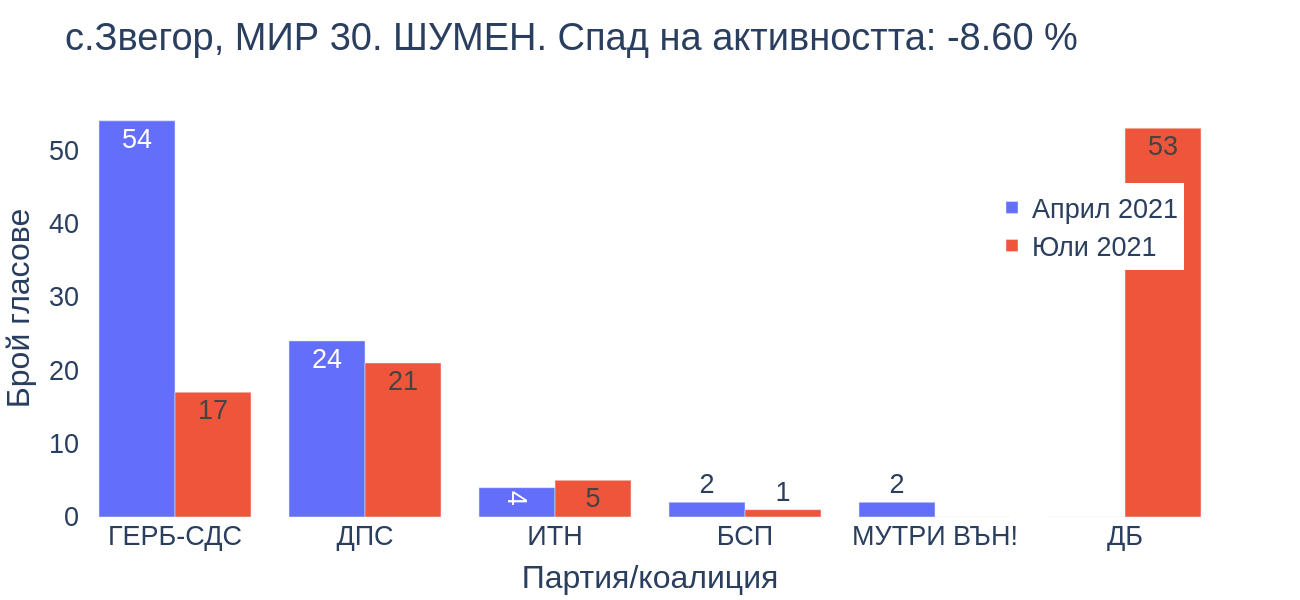 с.Звегор, МИР 30. ШУМЕН. Спад на активността: -8.60 %
Брой гласове
50
40
30
20
10
0
54
17
24
21
4
5
2
1
2
53
Април 2021
Юли 2021
ГЕРБ-СДС
ДПС
ИТН
БСП
МУТРИ ВЪН!
ДБ
Партия/коалиция